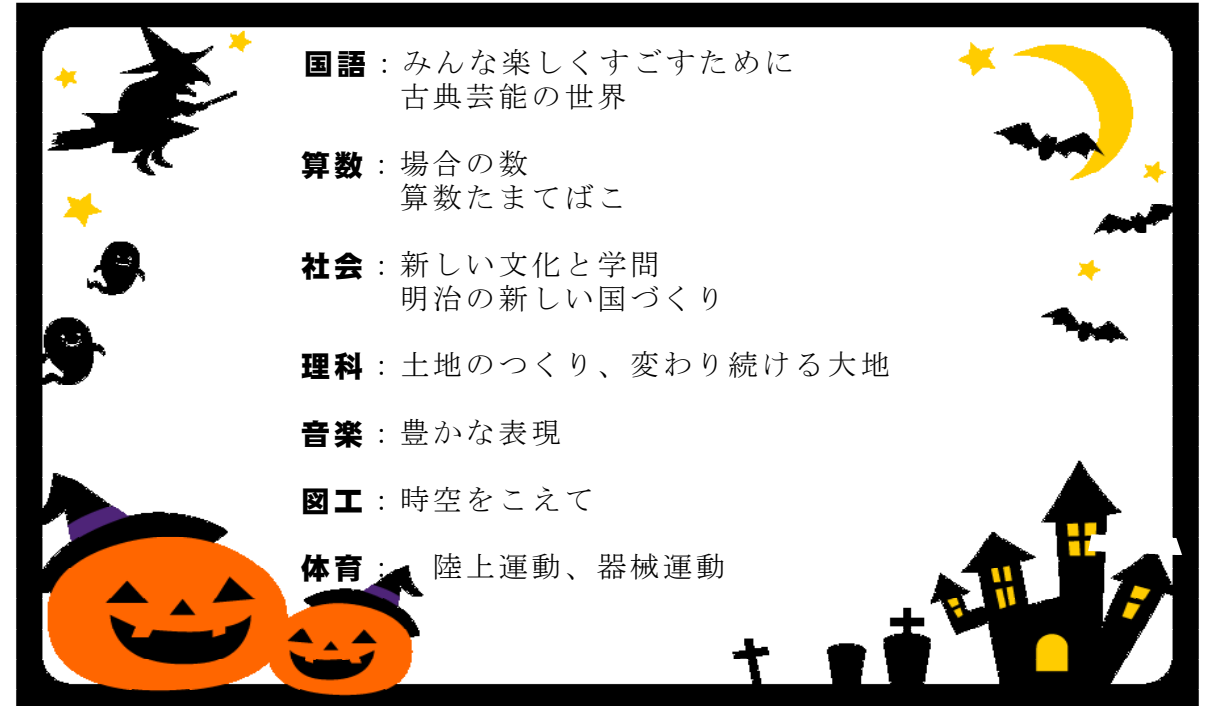 国語：みんな楽しくすごすために
古典芸能の世界
算数：場合の数
算数たまてばこ
社会：新しい文化と学問
明治の新しい国づくり
理科：土地のつくり、変わり続ける大地
音楽：豊かな表現
図工：時空をこえて
体育：　陸上運動、器械運動